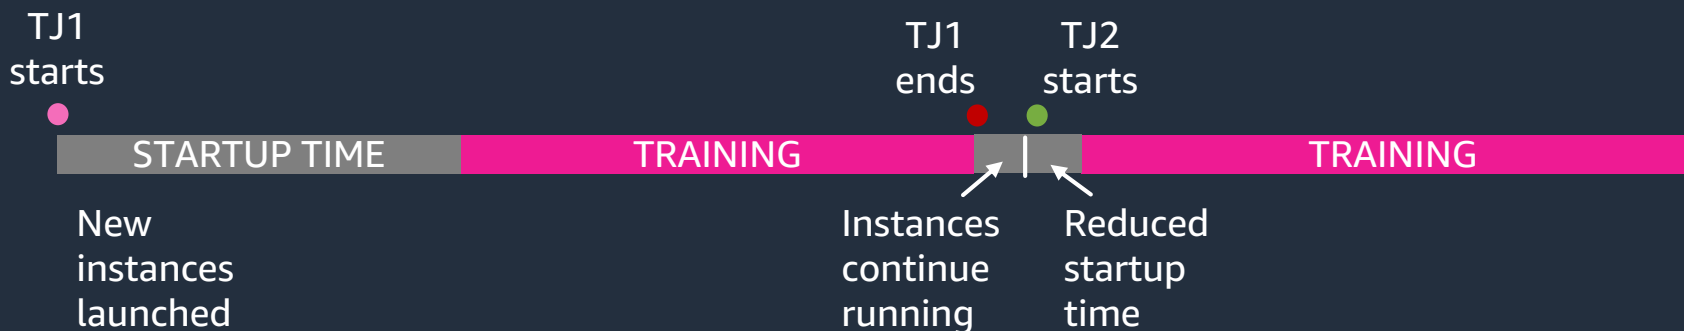 TJ1
starts
TJ1
ends
TJ2
starts
STARTUP TIME
TRAINING
TRAINING
New
instances
launched
Instances
continue
running
Reduced
startup
time